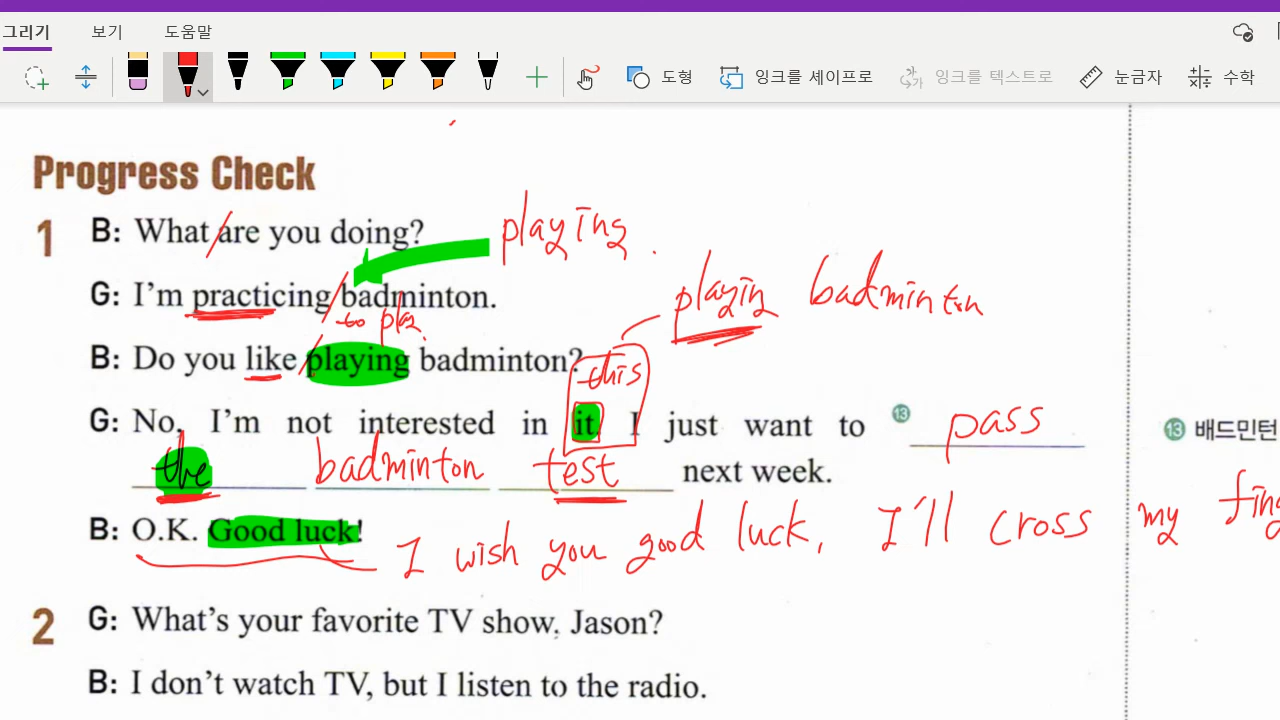 그리기 보기 도움말
도형 잉크를 셰이프로 잉크를 텍스트로 눈금자 수학
Progress Check
1 B: What are you doing? playing.
G: I'm practicing badminton. playin badminton
to play
B: Do you like playing badminton?
this
G: No, I'm not interested in it. I just want to ⑬ pass
⑬ 배드민턴
the badminton test next week.
B: O.K. Good luck! I wish you good luck, I'll cross my fing
2 G: What's your favorite TV show, Jason?
B: I don't watch TV, but I listen to the radio.